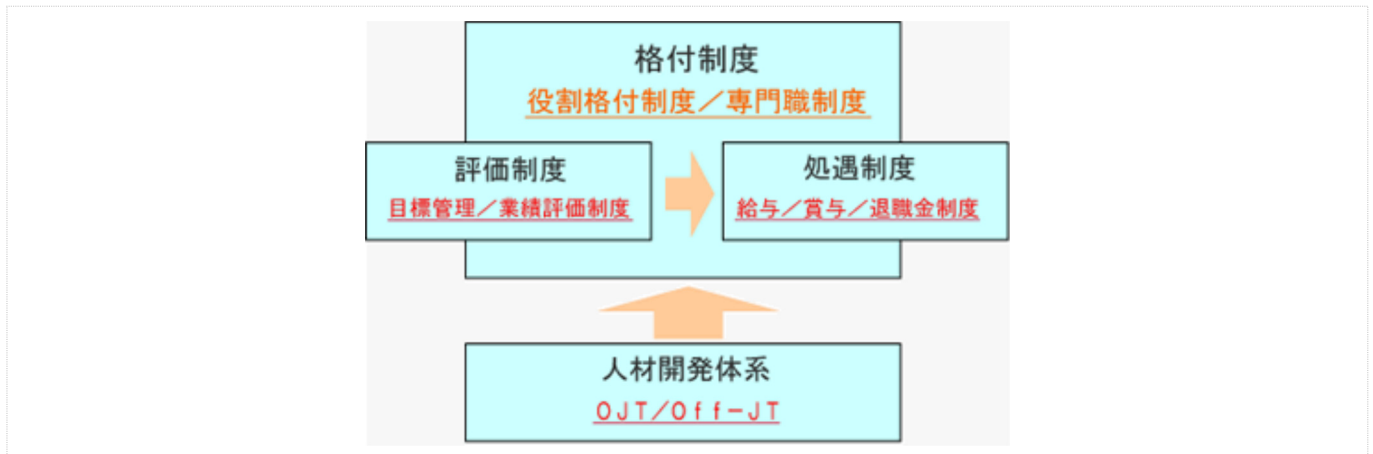 格付制度
役割格付制度／専門職制度
評価制度
目標管理／業績評価制度
処遇制度
給与／賞与／退職金制度
人材開発体系
ＯＪＴ／Ｏｆｆ－ＪＴ